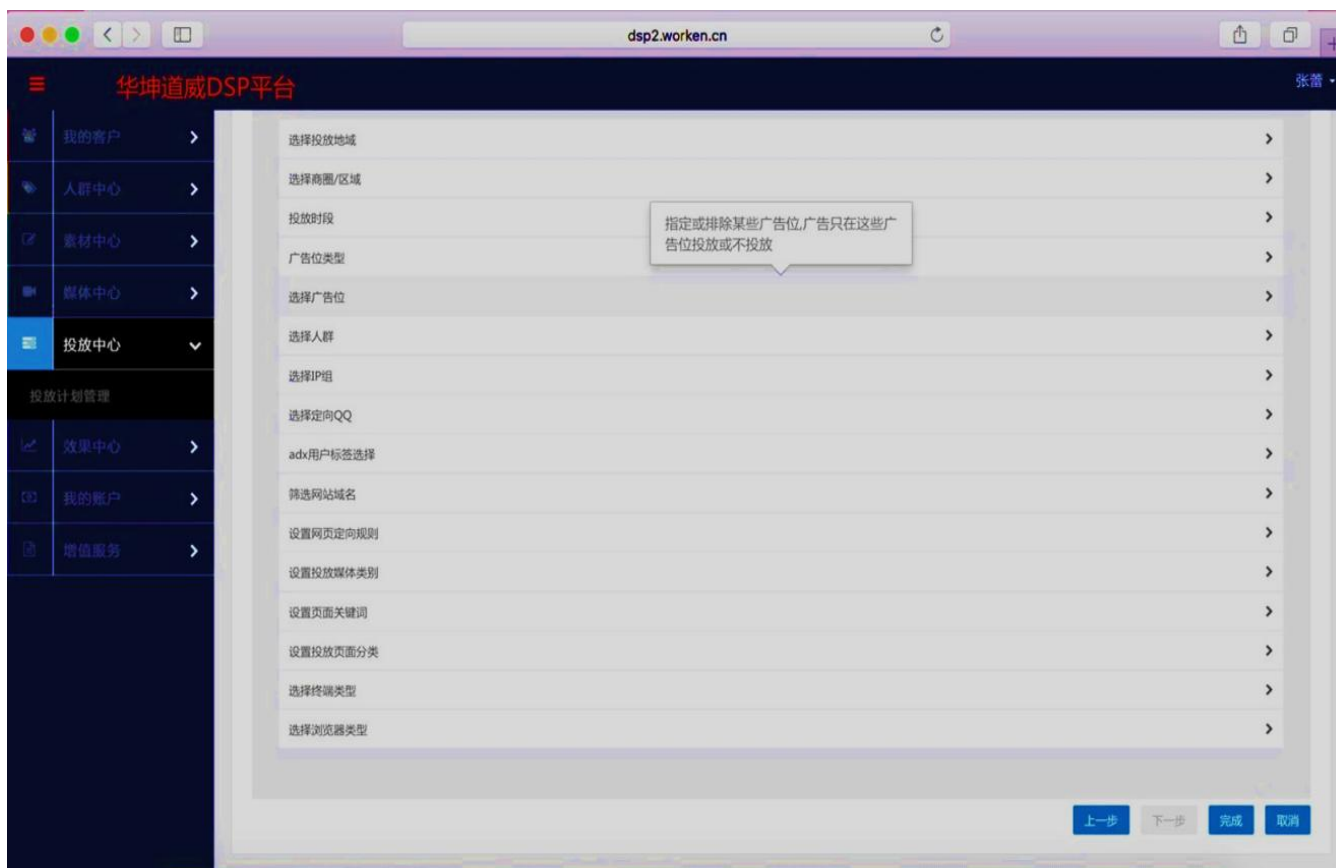 dsp2.worken.cn
华坤道威DSP平台
张蕾
我的客户
人群中心
素材中心
媒体中心
投放中心
投放计划管理
效果中心
我的账户
增值服务
选择投放地域
选择商圈/区域
投放时段
指定或排除某些广告位,广告只在这些广
告位投放或不投放
广告位类型
选择广告位
选择人群
选择IP组
选择定向QQ
adx用户标签选择
筛选网站域名
设置网页定向规则
设置投放媒体类别
设置页面关键词
设置投放页面分类
选择终端类型
选择浏览器类型
上一步
下一步
完成
取消